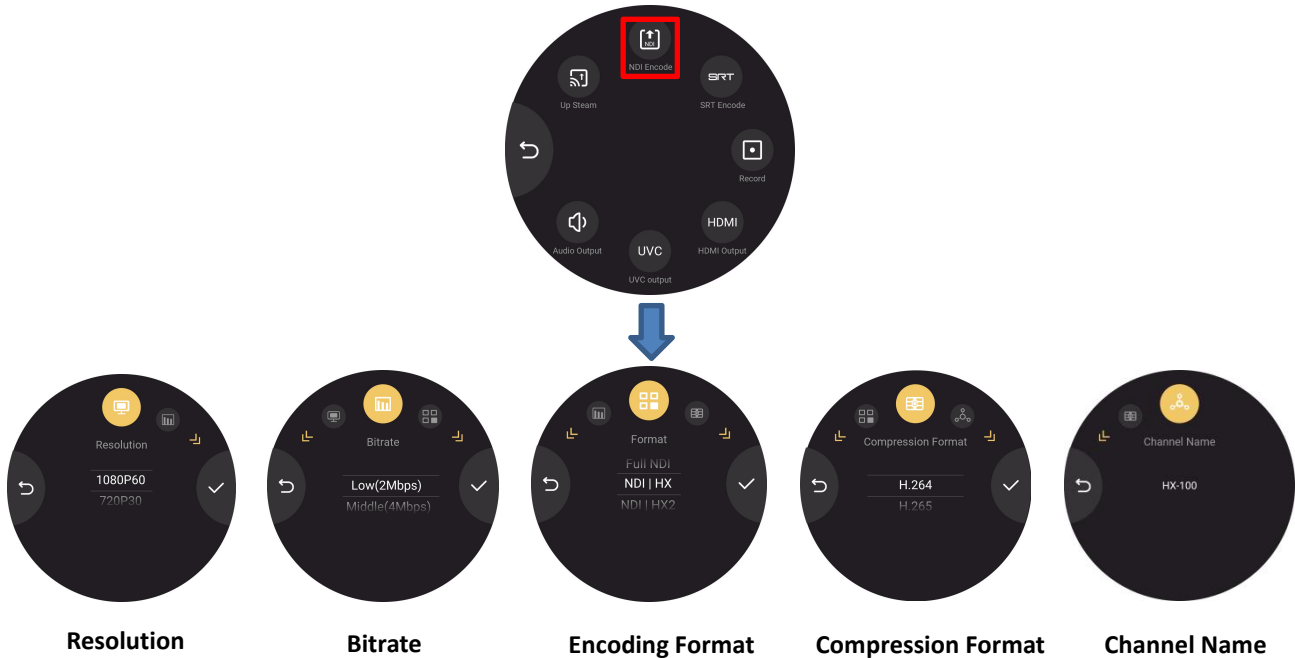 NDI
NDI Encode
Up Steam
SRT
SRT Encode
Record
Audio Output
HDMI
HDMI Output
UVC
UVC output
Resolution
1080P60
720P30
Bitrate
Low(2Mbps)
Middle(4Mbps)
Format
Full NDI
NDI | HX
NDI | HX2
Compression Format
H.264
H.265
Channel Name
HX-100
Resolution
Bitrate
Encoding Format
Compression Format
Channel Name